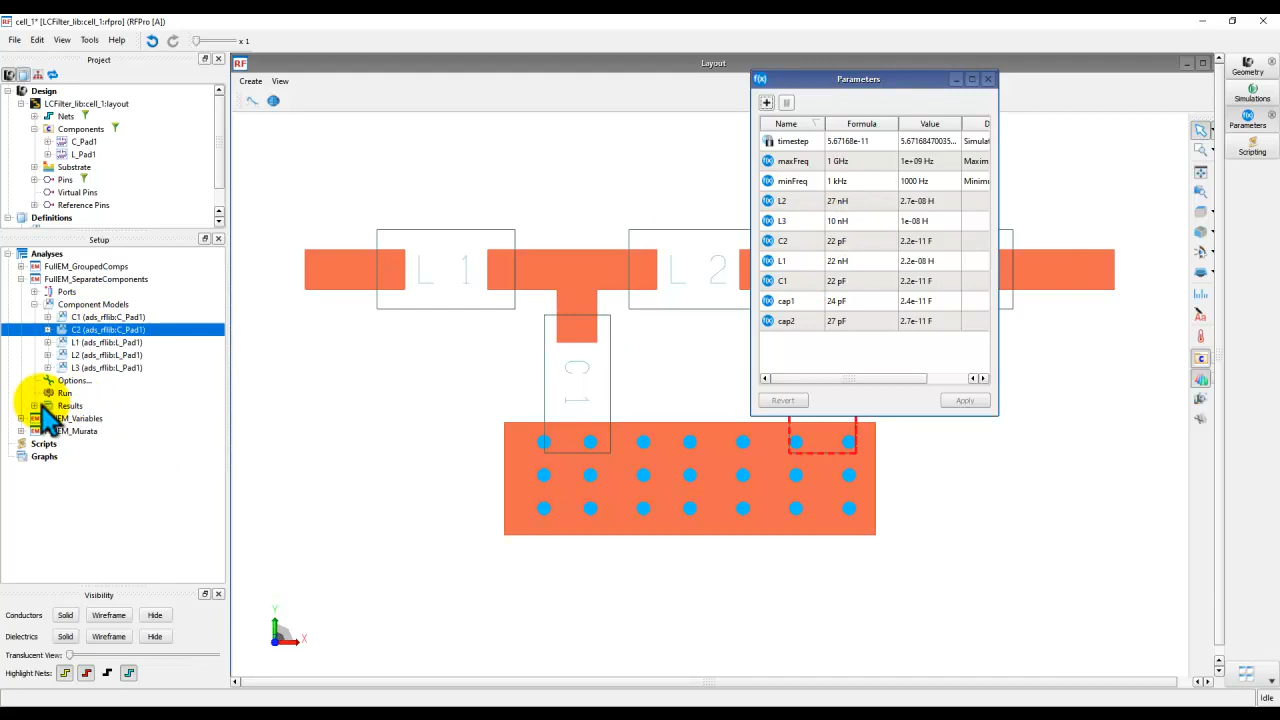 cell_1* [LCFilter_lib:cell_1:rfpro] (RFPro [A])
File Edit View Tools Help x 1
Project
Design
LCFilter_lib:cell_1:layout
Nets
Components
C_Pad1
L_Pad1
Substrate
Pins
Virtual Pins
Reference Pins
Definitions
Setup
Analyses
FullEM_GroupedComps
FullEM_SeparateComponents
Ports
Component Models
C1 (ads_rflib:C_Pad1)
C2 (ads_rflib:C_Pad1)
L1 (ads_rflib:L_Pad1)
L2 (ads_rflib:L_Pad1)
L3 (ads_rflib:L_Pad1)
Options...
Run
Results
EM_Variables
EM_Murata
Scripts
Graphs
Visibility
Conductors Solid Wireframe Hide
Dielectrics Solid Wireframe Hide
Translucent View:
Highlight Nets:
RF Layout
Create View
L 1
L 2
C1
Y
X
f(x) Parameters
Name Formula Value D
timestep 5.67168e-11 5.67168470035... Simulat
maxFreq 1 GHz 1e+09 Hz Maxim
minFreq 1 kHz 1000 Hz Minim
L2 27 nH 2.7e-08 H
L3 10 nH 1e-08 H
C2 22 pF 2.2e-11 F
L1 22 nH 2.2e-08 H
C1 22 pF 2.2e-11 F
cap1 24 pF 2.4e-11 F
cap2 27 pF 2.7e-11 F
Revert Apply
Geometry
Simulations
Parameters
Scripting
Idle